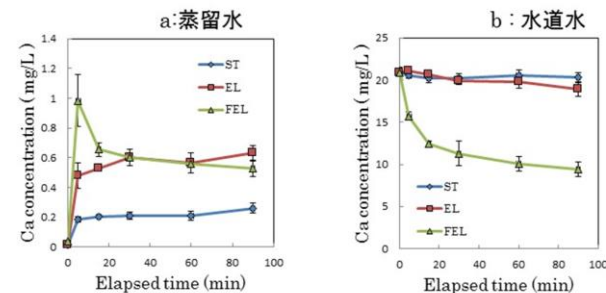 a:蒸留水
Ca concentration ( mg/L )
1.4
1.2
1
0.8
0.6
0.4
0.2
0
ST
EL
FEL
0 20 40 60 80 100
Elapsed time (min)
b：水道水
Ca concentration ( mg/L )
25
20
15
10
5
0
ST
EL
FEL
0 20 40 60 80 100
Elapsed time (min)